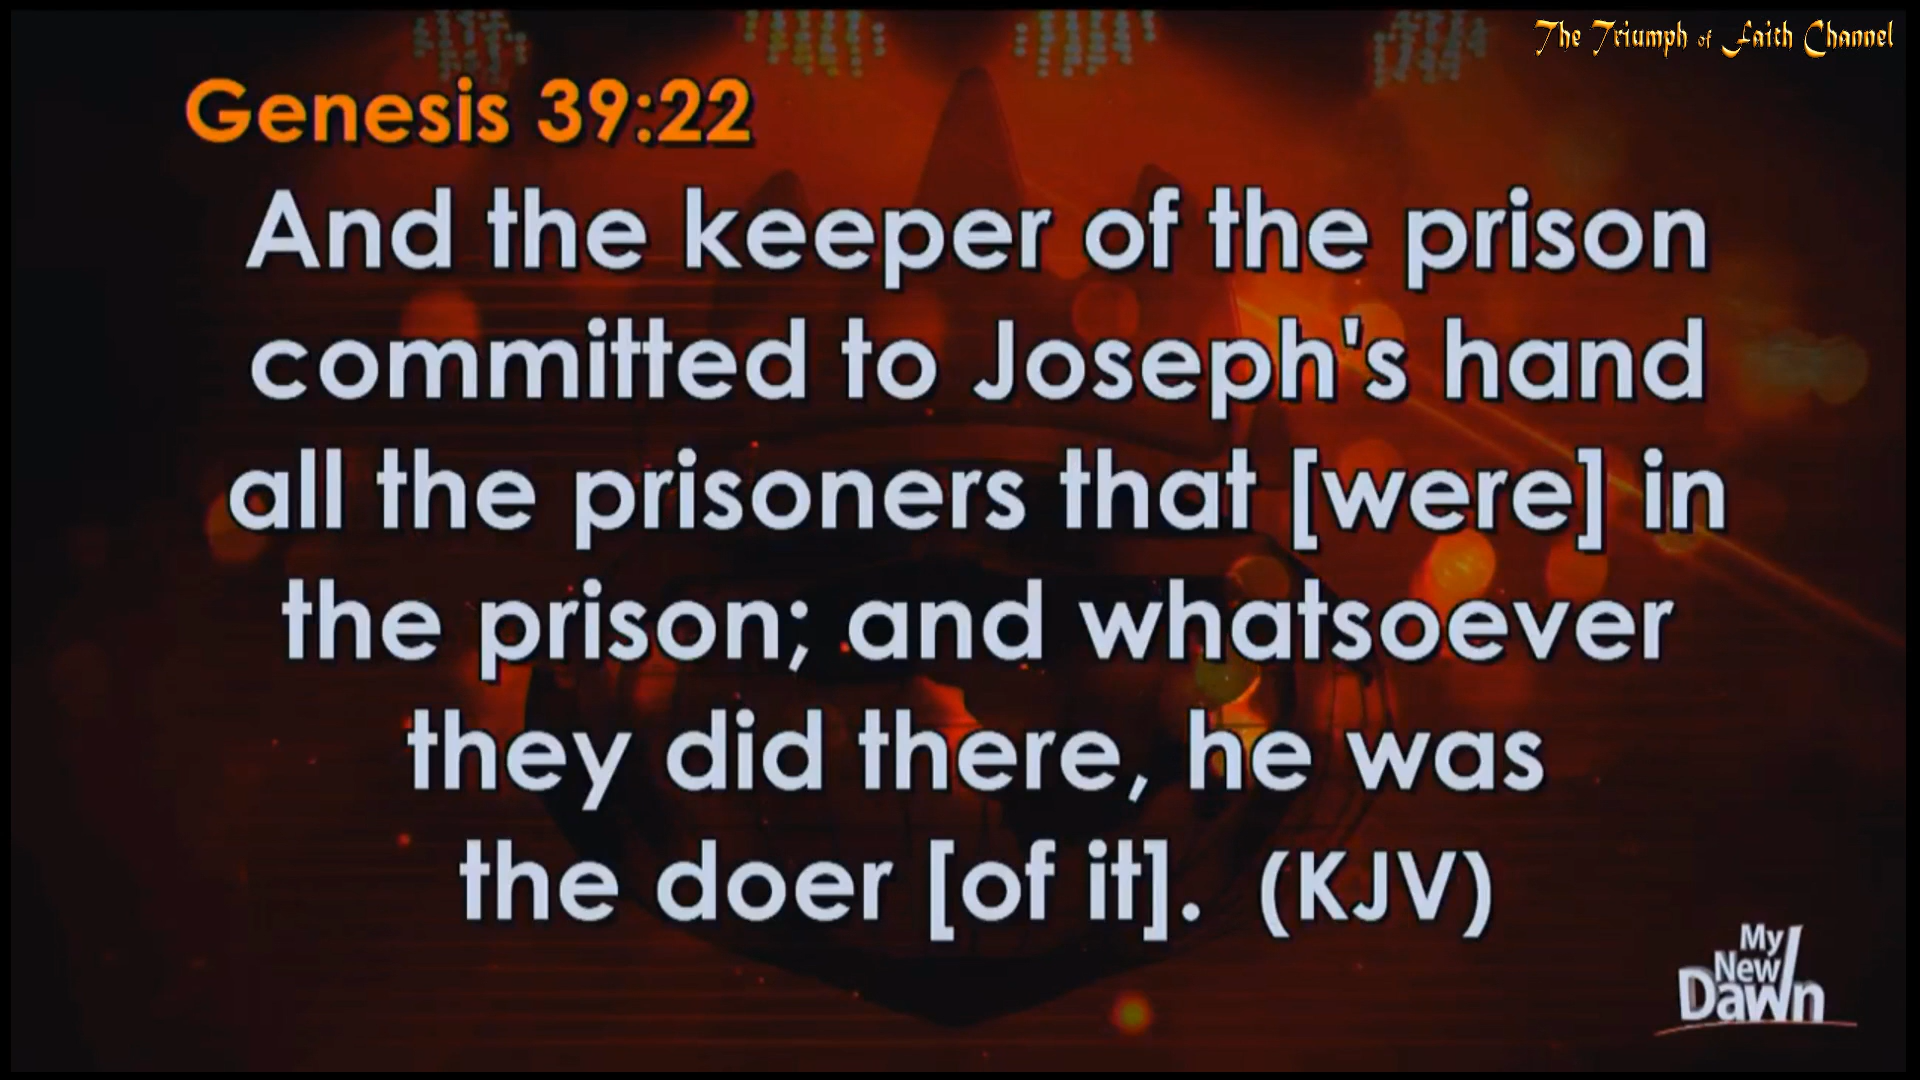 The Triumph of Faith Channel
Genesis 39:22
And the keeper of the prison
committed to Joseph's hand
all the prisoners that [were] in
the prison; and whatsoever
they did there, he was
the doer [of it].  (KJV)
My
New
Dawn